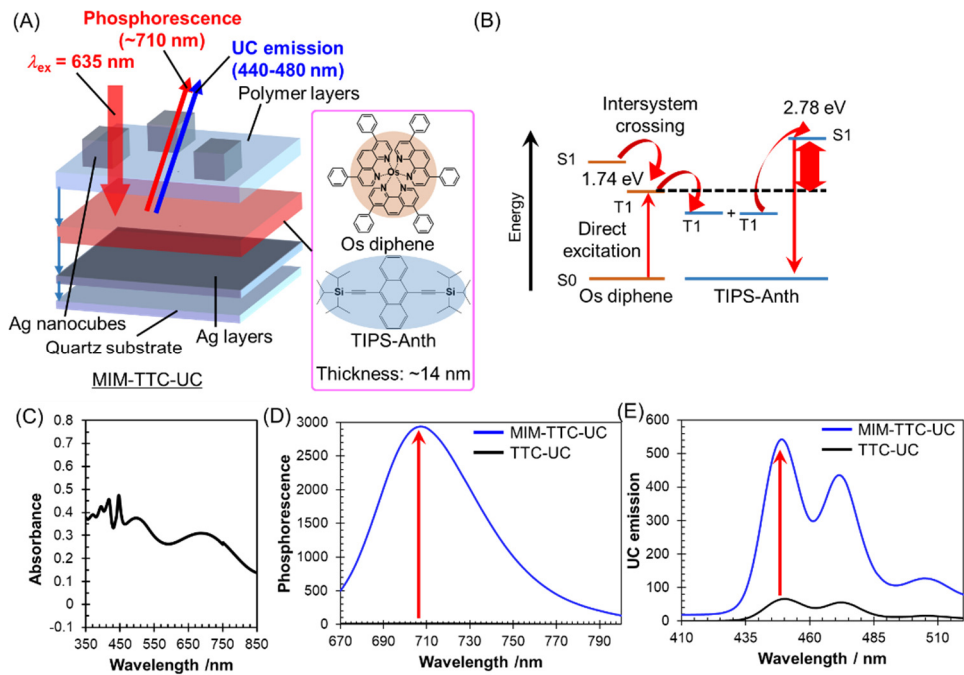 (A)
Phosphorescence
(~710 nm)
λex = 635 nm
UC emission
(440-480 nm)
Polymer layers
Os
N
N
N
N
N
N
Os diphene
Si
Si
TIPS-Anth
Thickness: ~14 nm
Ag nanocubes
Quartz substrate
Ag layers
MIM-TTC-UC
(B)
Energy
Intersystem
crossing
S1
1.74 eV
T1
Direct
excitation
S0
Os diphene
T1
+
T1
2.78 eV
S1
TIPS-Anth
(C)
Absorbance
0.8
0.7
0.6
0.5
0.4
0.3
0.2
0.1
0
-0.1
350 450 550 650 750 850
Wavelength /nm
(D)
Phosphorescence
3000
2500
2000
1500
1000
500
0
670 690 710 730 750 770 790
Wavelength / nm
MIM-TTC-UC
TTC-UC
(E)
UC emission
600
500
400
300
200
100
0
410 435 460 485 510
Wavelength / nm
MIM-TTC-UC
TTC-UC